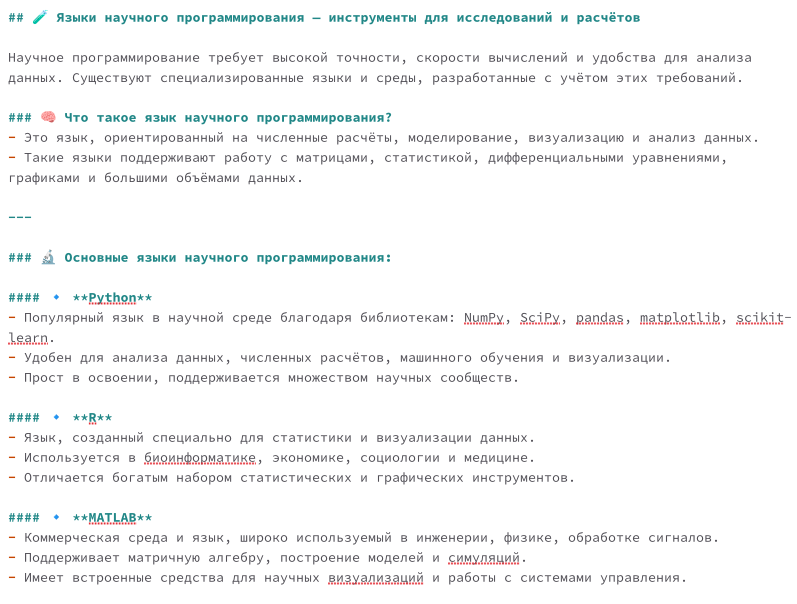 ## 🧪 Языки научного программирования — инструменты для исследований и расчётов
Научное программирование требует высокой точности, скорости вычислений и удобства для анализа
данных. Существуют специализированные языки и среды, разработанные с учётом этих требований.
### 🧠 Что такое язык научного программирования?
- Это язык, ориентированный на численные расчёты, моделирование, визуализацию и анализ данных.
- Такие языки поддерживают работу с матрицами, статистикой, дифференциальными уравнениями,
графиками и большими объёмами данных.
---
### 🔬 Основные языки научного программирования:
#### 🔹 **Python**
- Популярный язык в научной среде благодаря библиотекам: NumPy, SciPy, pandas, matplotlib, scikit-
learn.
- Удобен для анализа данных, численных расчётов, машинного обучения и визуализации.
- Прост в освоении, поддерживается множеством научных сообществ.
#### 🔹 **R**
- Язык, созданный специально для статистики и визуализации данных.
- Используется в биоинформатике, экономике, социологии и медицине.
- Отличается богатым набором статистических и графических инструментов.
#### 🔹 **MATLAB**
- Коммерческая среда и язык, широко используемый в инженерии, физике, обработке сигналов.
- Поддерживает матричную алгебру, построение моделей и симуляций.
- Имеет встроенные средства для научных визуализаций и работы с системами управления.